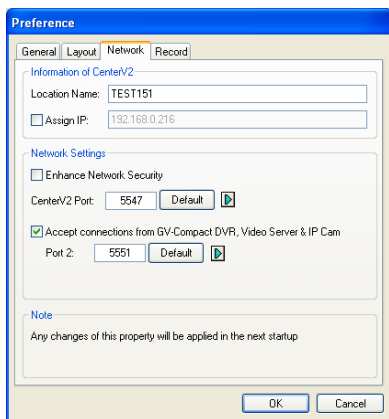 Preference
General Layout Network Record
Information of CenterV2
Location Name: TEST151
Assign IP: 192.168.0.216
Network Settings
Enhance Network Security
CenterV2 Port: 5547 Default
Accept connections from GV-Compact DVR, Video Server & IP Cam
Port 2: 5551 Default
Note
Any changes of this property will be applied in the next startup
OK Cancel